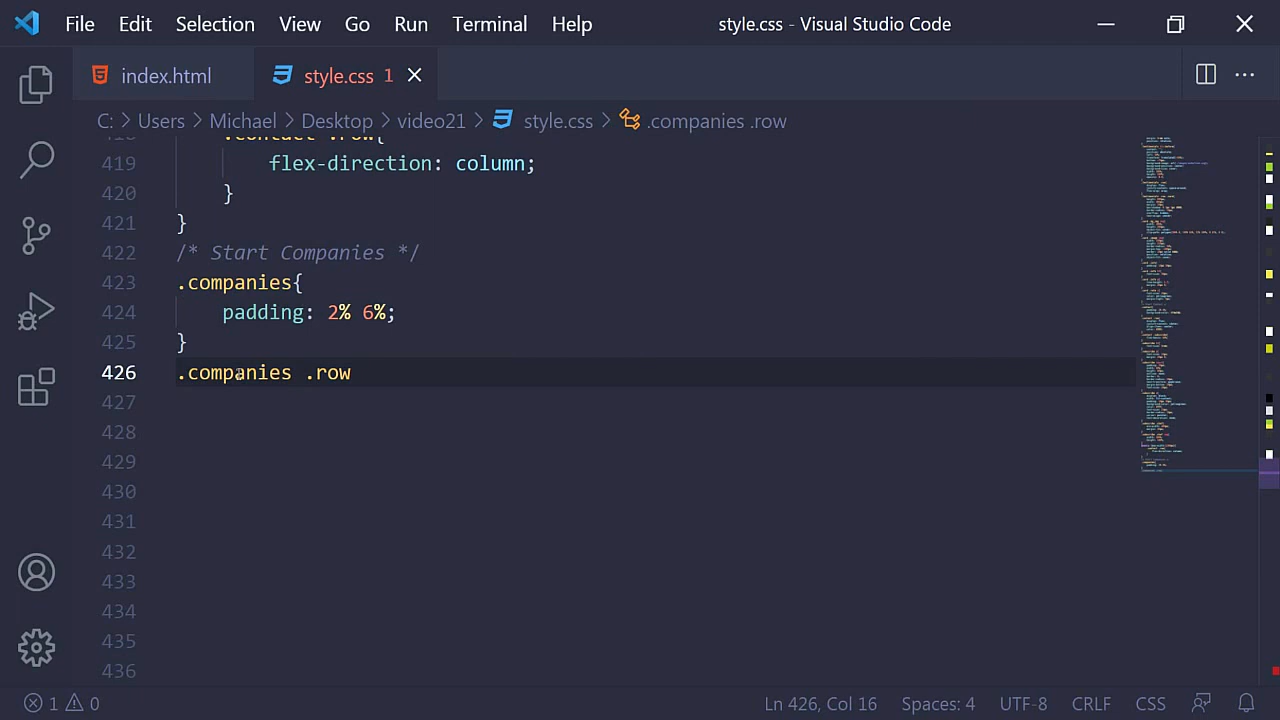 File Edit Selection View Go Run Terminal Help style.css - Visual Studio Code
index.html style.css 1
C: Users Michael Desktop video21 style.css .companies .row
418 .contact .row{
419 flex-direction: column;
420 }
421 }
422 /* Start Companies */
423 .companies{
424 padding: 2% 6%;
425 }
426 .companies .row
427
428
429
430
431
432
433
434
435
436
1 0 Ln 426, Col 16 Spaces: 4 UTF-8 CRLF CSS